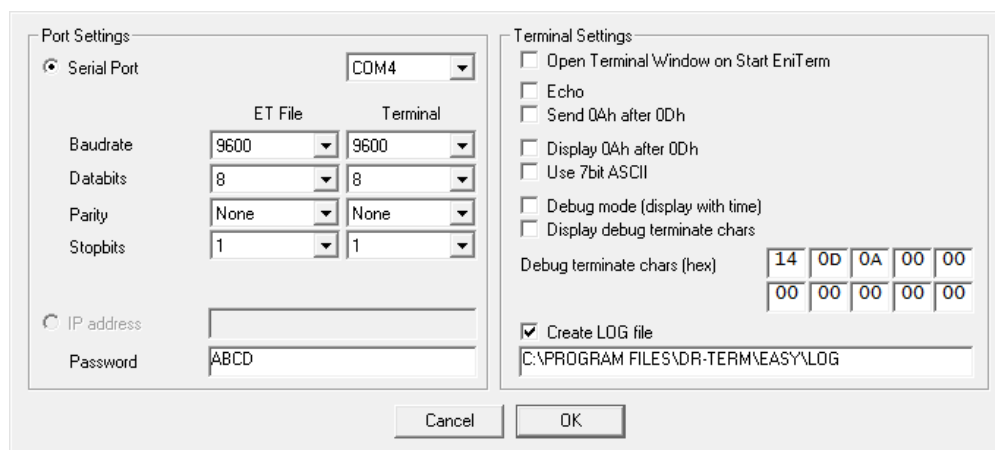 Port Settings
Serial Port COM4
ET File Terminal
Baudrate 9600 9600
Databits 8 8
Parity None None
Stopbits 1 1
IP address
Password ABCD
Terminal Settings
Open Terminal Window on Start EniTerm
Echo
Send 0Ah after 0Dh
Display 0Ah after 0Dh
Use 7bit ASCII
Debug mode (display with time)
Display debug terminate chars
Debug terminate chars (hex) 14 0D 0A 00 00
00 00 00 00 00
Create LOG file
C:\PROGRAM FILES\DR-TERM\EASY\LOG
Cancel OK